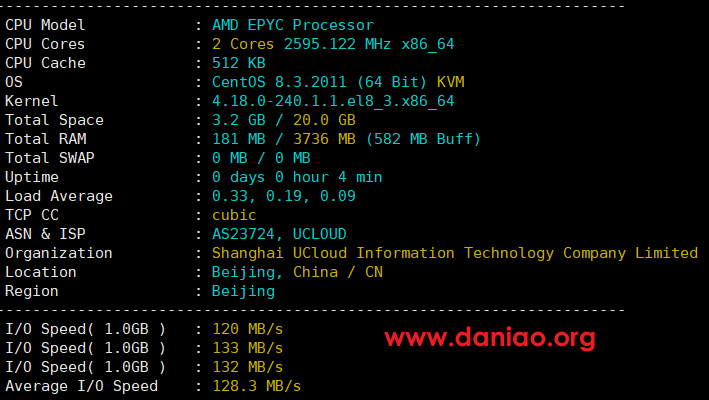 ----------------------------------------------------------------------
CPU Model : AMD EPYC Processor
CPU Cores : 2 Cores 2595.122 MHz x86_64
CPU Cache : 512 KB
OS : CentOS 8.3.2011 (64 Bit) KVM
Kernel : 4.18.0-240.1.1.el8_3.x86_64
Total Space : 3.2 GB / 20.0 GB
Total RAM : 181 MB / 3736 MB (582 MB Buff)
Total SWAP : 0 MB / 0 MB
Uptime : 0 days 0 hour 4 min
Load Average : 0.33, 0.19, 0.09
TCP CC : cubic
ASN & ISP : AS23724, UCLOUD
Organization : Shanghai UCloud Information Technology Company Limited
Location : Beijing, China / CN
Region : Beijing
----------------------------------------------------------------------
I/O Speed( 1.0GB ) : 120 MB/s
I/O Speed( 1.0GB ) : 133 MB/s
I/O Speed( 1.0GB ) : 132 MB/s
Average I/O Speed : 128.3 MB/s
www.daniao.org